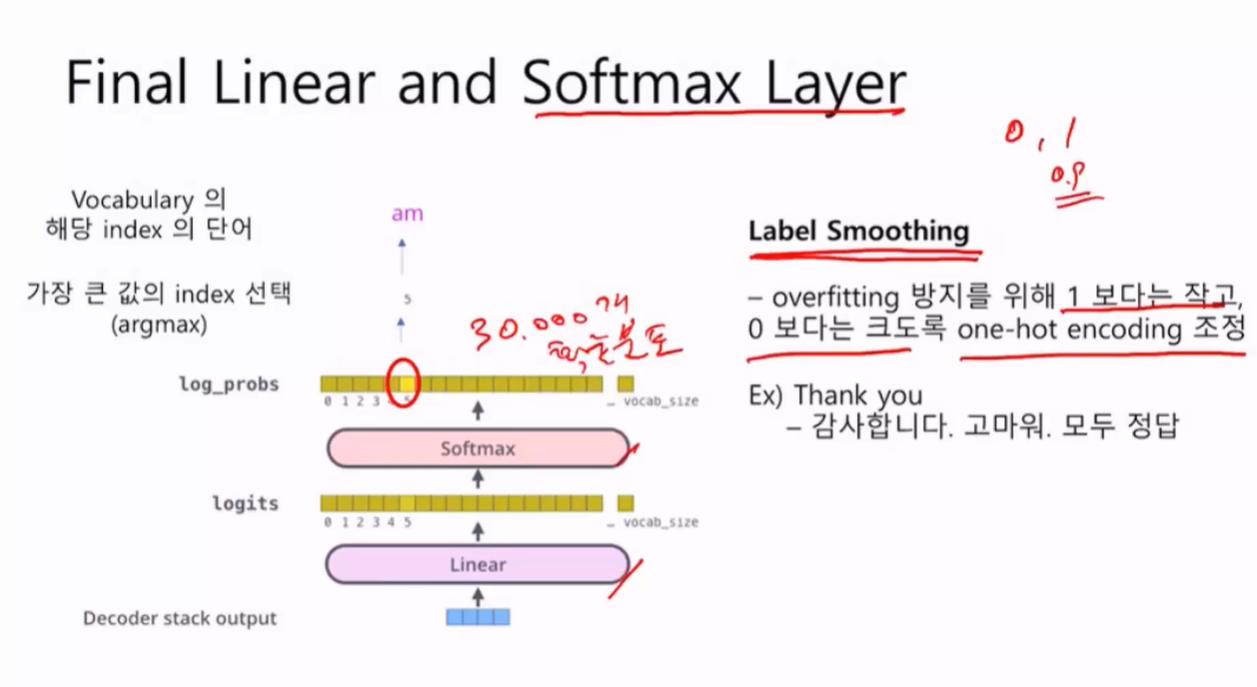 Final Linear and Softmax Layer
0, 1
0.9
Vocabulary 의
해당 index 의 단어
am
Label Smoothing
가장 큰 값의 index 선택
(argmax)
5
– overfitting 방지를 위해 1 보다는 작고,
0 보다는 크도록 one-hot encoding 조정
30.000개
확률분포
log_probs
0 1 2 3 4 5 … vocab_size
Ex) Thank you
– 감사합니다. 고마워. 모두 정답
Softmax
logits
0 1 2 3 4 5 … vocab_size
Linear
Decoder stack output